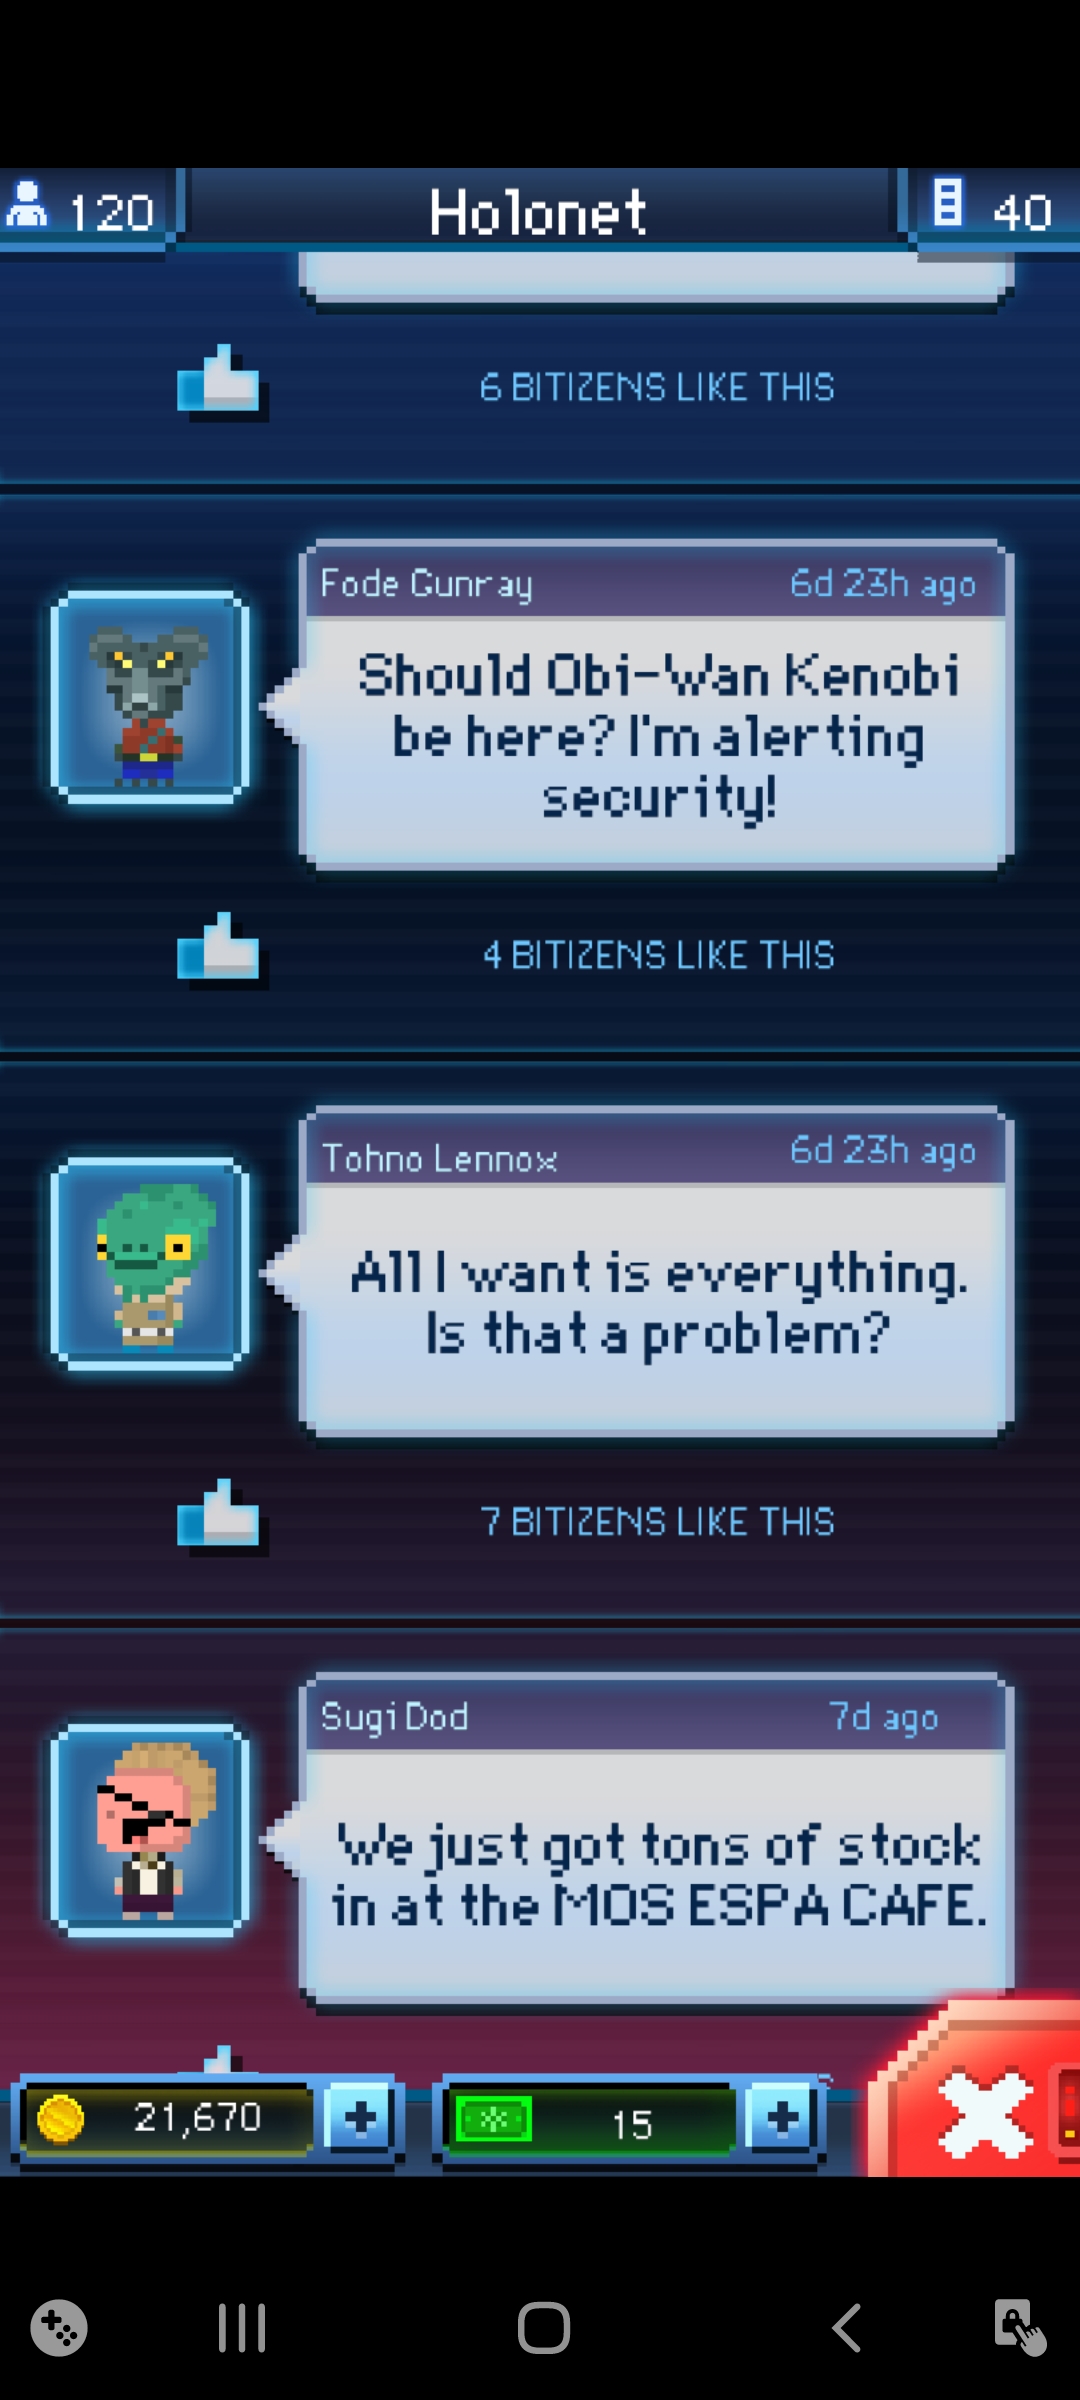 120
Holonet
40
6 BITIZENS LIKE THIS
Fode Gunray
6d 23h ago
Should Obi-Wan Kenobi
be here? I'm alerting
security!
4 BITIZENS LIKE THIS
Tohno Lennox
6d 23h ago
All I want is everything.
Is that a problem?
7 BITIZENS LIKE THIS
Sugi Dod
7d ago
We just got tons of stock
in at the MOS ESPA CAFE.
21,670
15